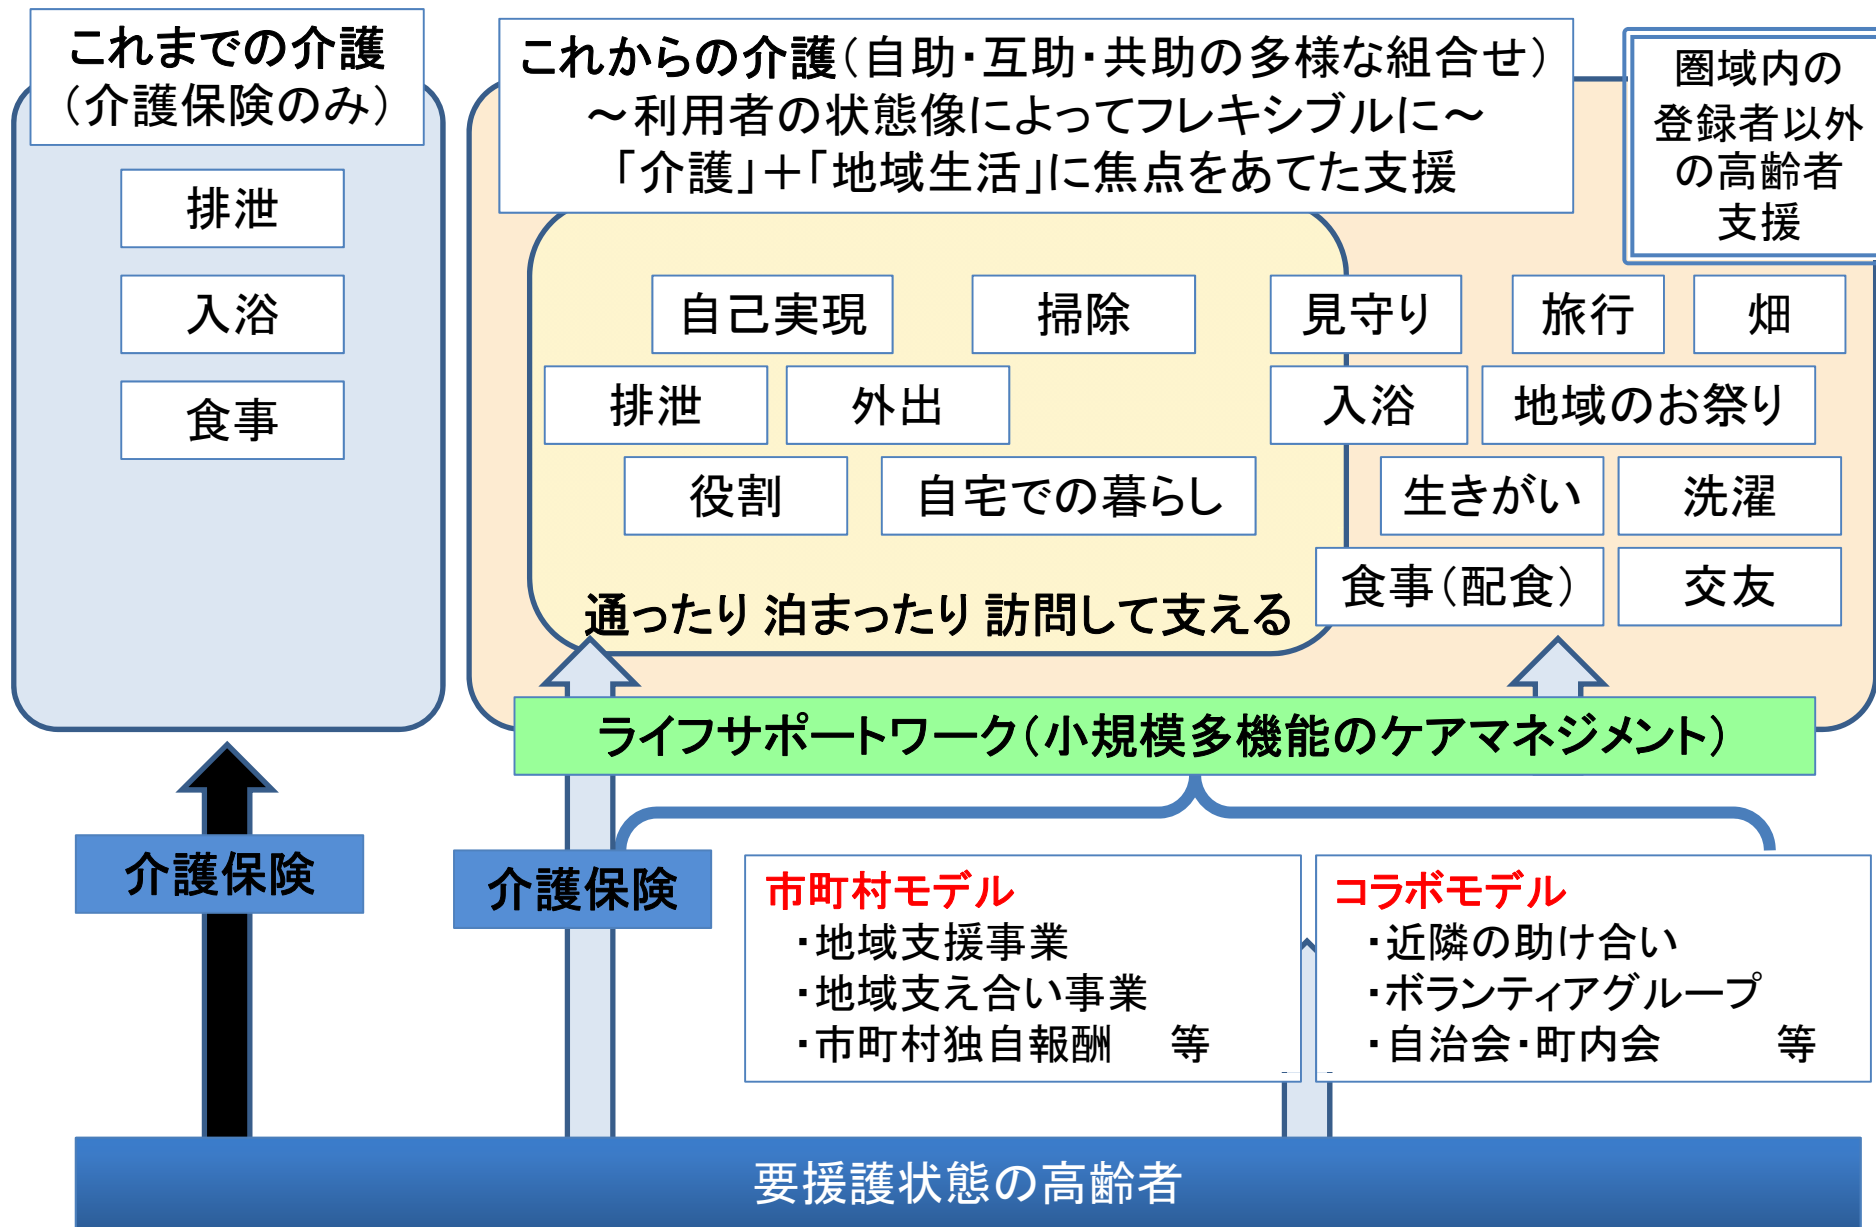 これまでの介護
（介護保険のみ）
排泄
入浴
食事
介護保険
これからの介護（自助・互助・共助の多様な組合せ）
～利用者の状態像によってフレキシブルに～
「介護」＋「地域生活」に焦点をあてた支援
圏域内の
登録者以外
の高齢者
支援
自己実現
掃除
見守り
旅行
畑
排泄
外出
入浴
地域のお祭り
役割
自宅での暮らし
生きがい
洗濯
食事（配食）
交友
通ったり 泊まったり 訪問して支える
ライフサポートワーク（小規模多機能のケアマネジメント）
介護保険
市町村モデル
・地域支援事業
・地域支え合い事業
・市町村独自報酬　等
コラボモデル
・近隣の助け合い
・ボランティアグループ
・自治会・町内会　　等
要援護状態の高齢者